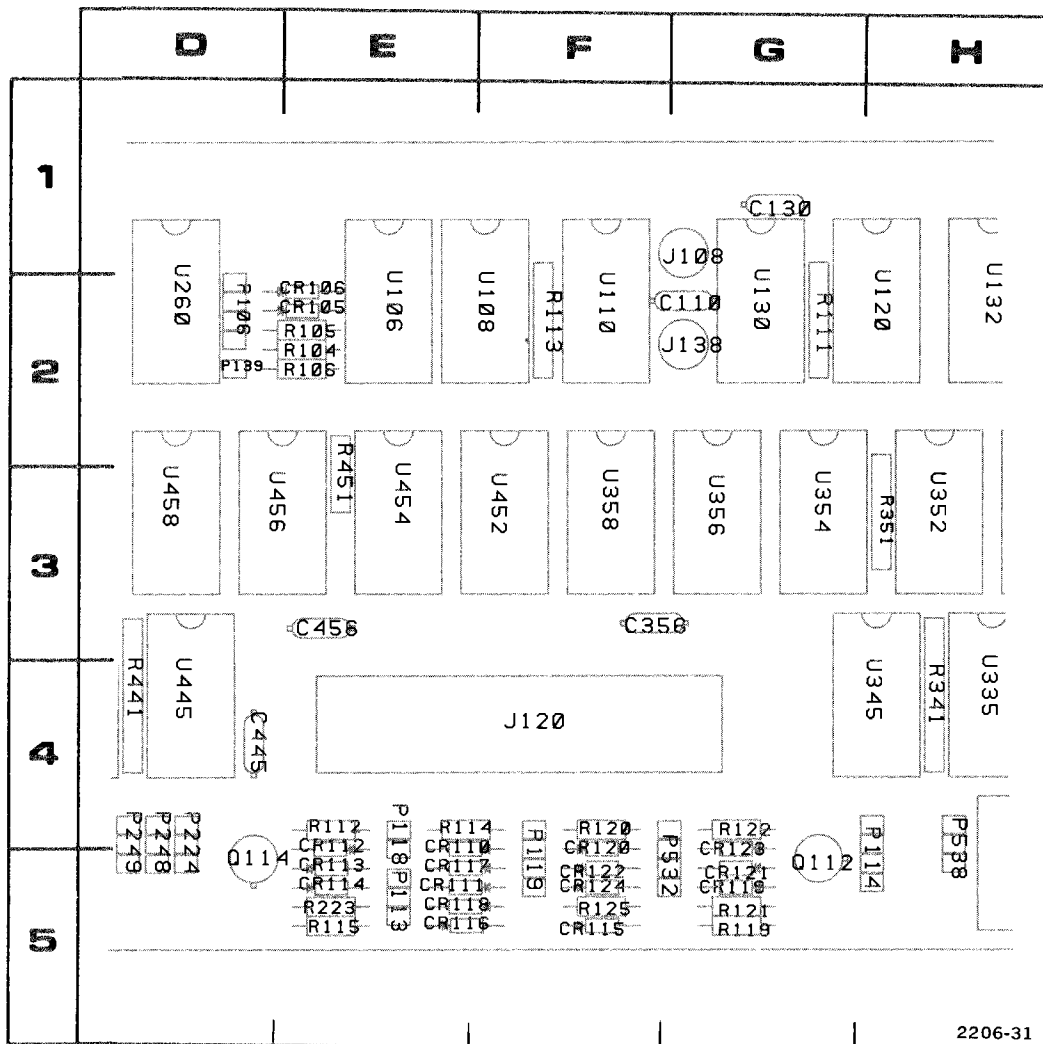 D E F G H
1
C130
J108
U260 P106 CR106 U106 U108 R113 U110 C110 U130 R111 U120 U132
CR105
R105
R104 J138
2 P139 R106
U458 U456 R451 U454 U452 U358 U356 U354 R351 U352
3
C456 C356
R441 U445 C445 J120 U345 R341 U335
4
P249 P248 P224 Q114 R112 P118 R114 P119 R120 P532 R122 Q112 P114 P538
CR112 CR110 CR120 CR123
CR113 CR117 CR122 CR121
CR114 P113 CR111 CR124 CR119
R223 CR118 R125 R121
R115 CR116 CR115 R119
5
2206-31